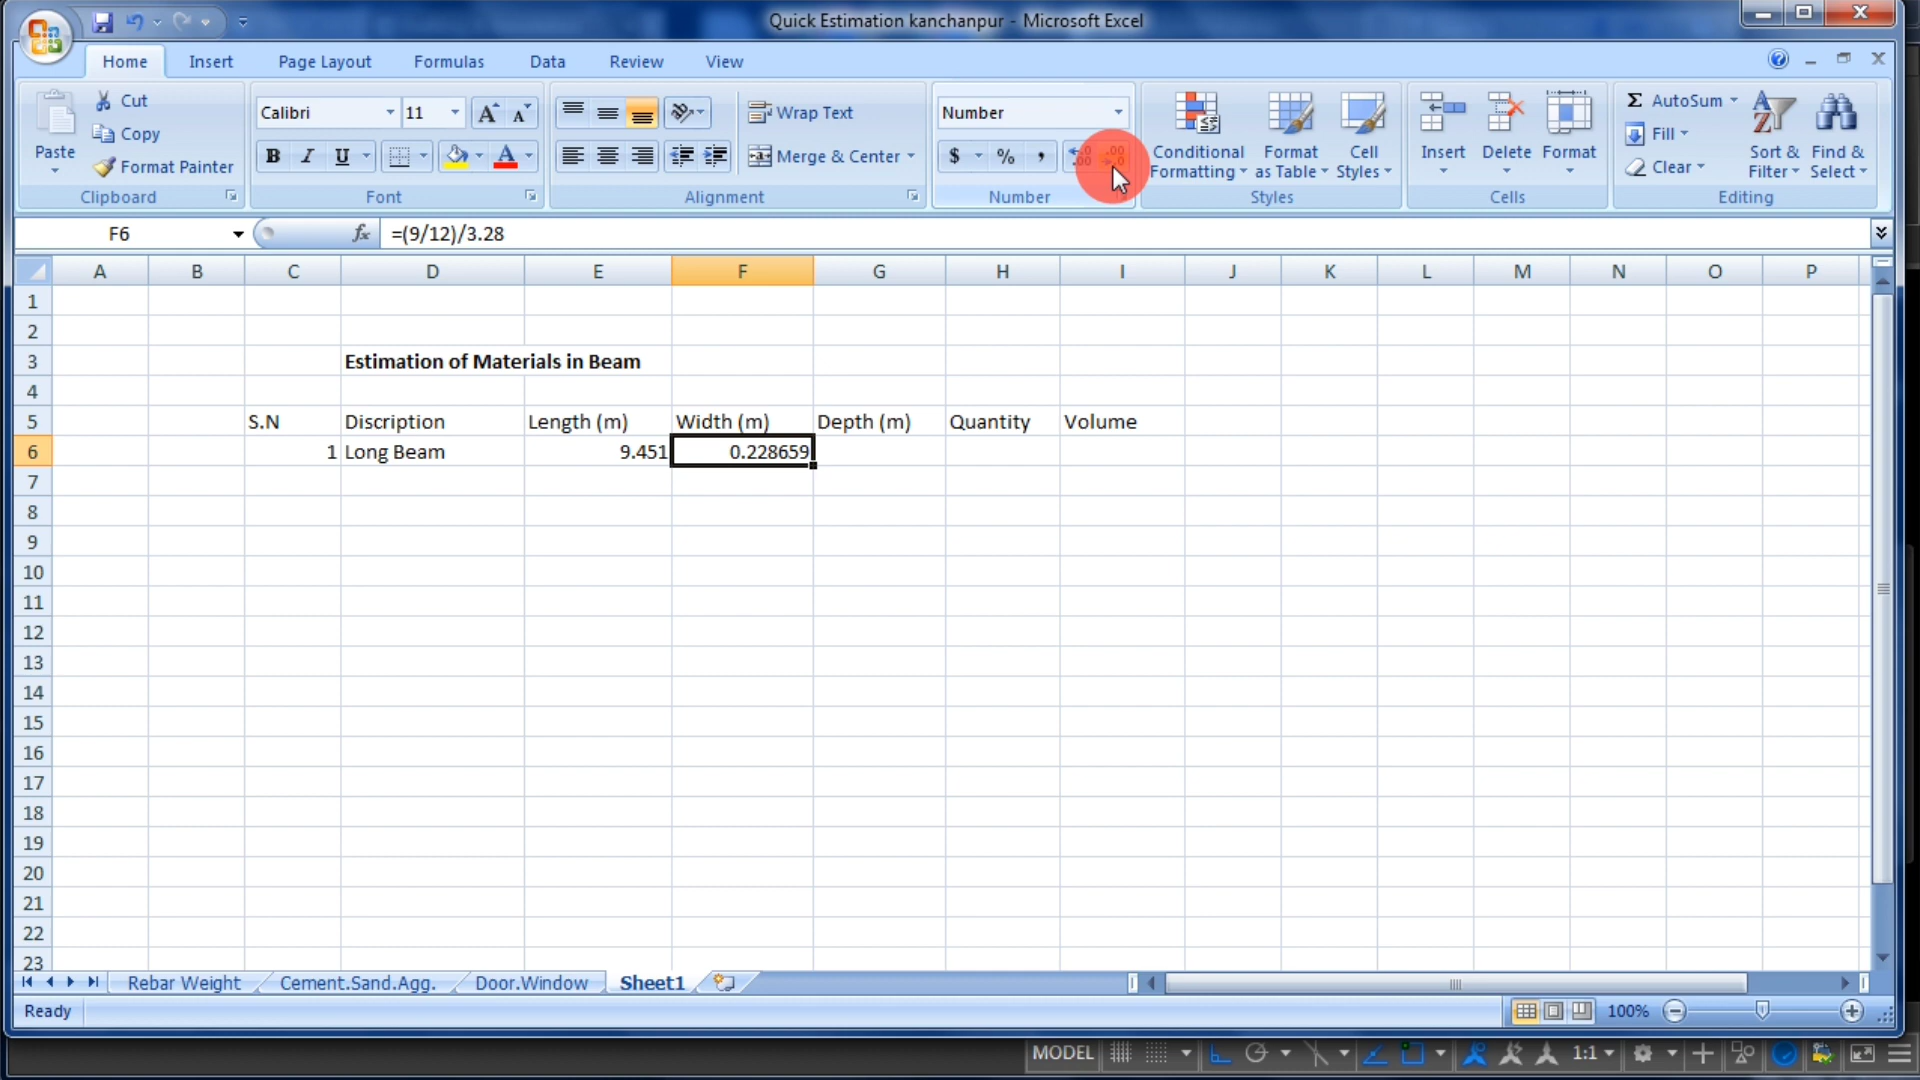 Quick Estimation kanchanpur - Microsoft Excel
Home Insert Page Layout Formulas Data Review View
Paste
Cut
Copy
Format Painter
Clipboard
Calibri 11
B I U
Font
Wrap Text
Merge & Center
Alignment
Number
$ % ,
Number
Conditional Formatting
Format as Table
Cell Styles
Styles
Insert Delete Format
Cells
Σ AutoSum
Fill
Clear
Sort & Filter
Find & Select
Editing
F6 fx =(9/12)/3.28
A B C D E F G H I J K L M N O P
1
2
3 Estimation of Materials in Beam
4
5 S.N Discription Length (m) Width (m) Depth (m) Quantity Volume
6 1 Long Beam 9.451 0.228659
7
8
9
10
11
12
13
14
15
16
17
18
19
20
21
22
23
Rebar Weight Cement.Sand.Agg. Door.Window Sheet1
Ready 100%
MODEL 1:1